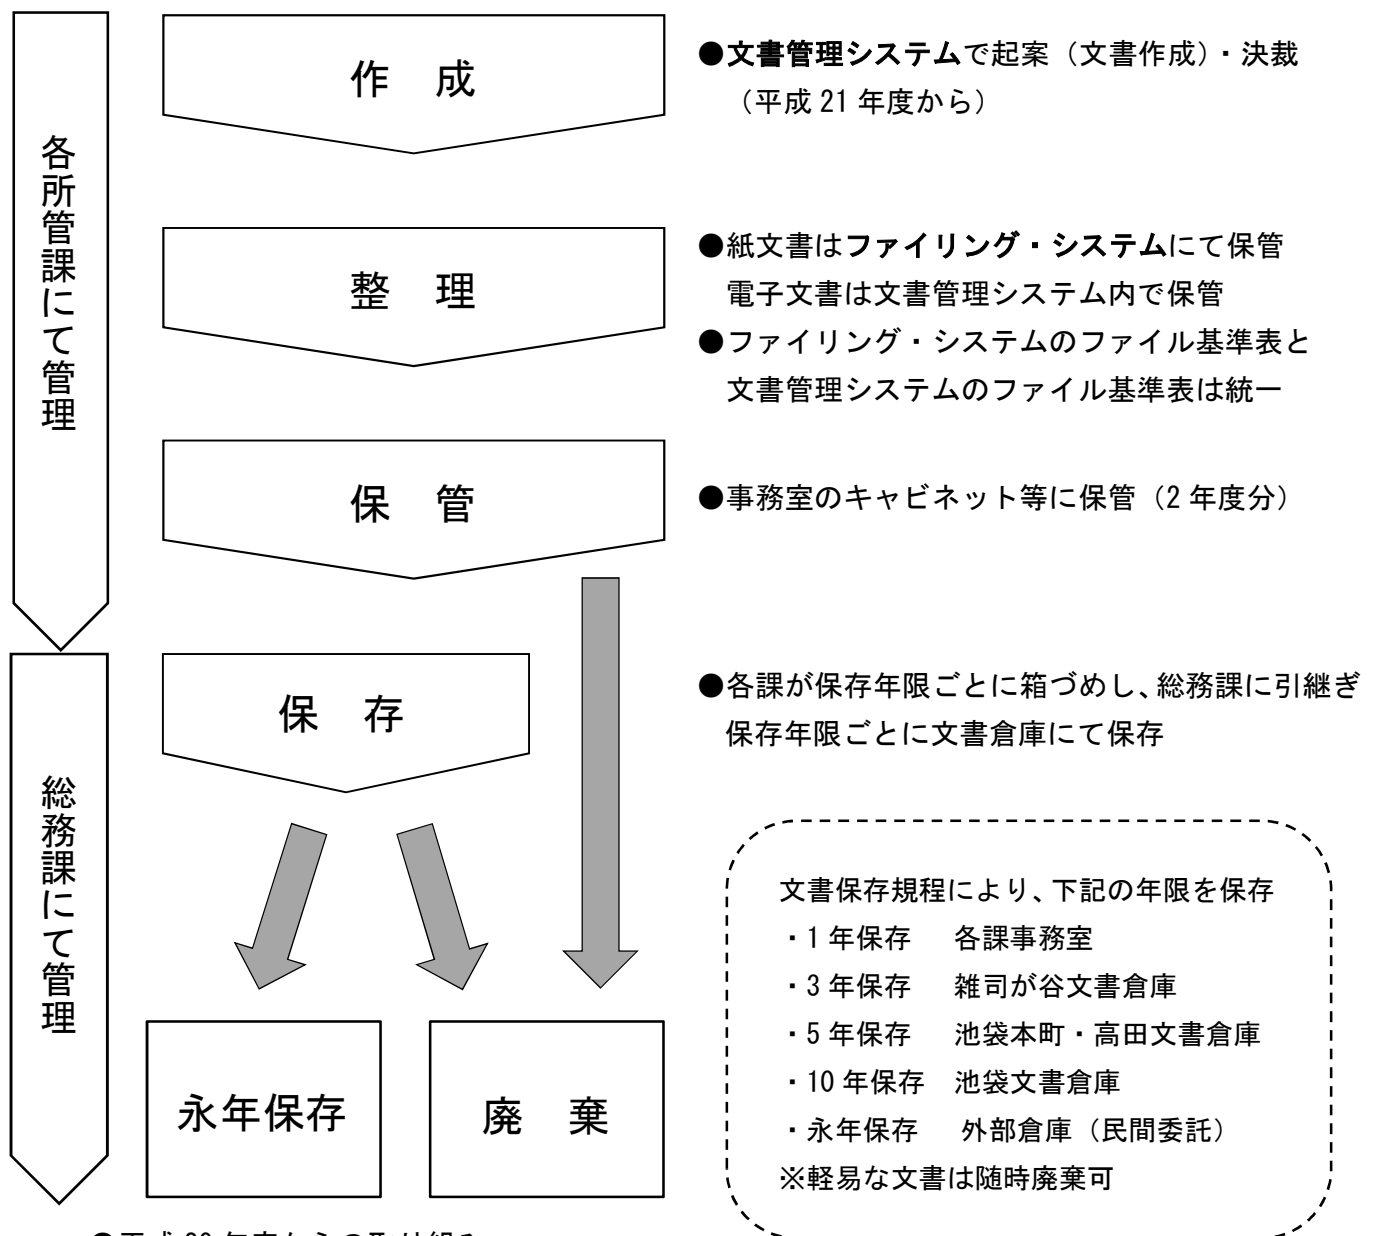 各所管課にて管理
作　成
●文書管理システムで起案（文書作成）・決裁
（平成 21 年度から）
整　理
●紙文書はファイリング・システムにて保管
電子文書は文書管理システム内で保管
●ファイリング・システムのファイル基準表と
文書管理システムのファイル基準表は統一
保　管
●事務室のキャビネット等に保管（2 年度分）
総務課にて管理
保　存
●各課が保存年限ごとに箱づめし、総務課に引継ぎ
保存年限ごとに文書倉庫にて保存
永年保存
廃　棄
文書保存規程により、下記の年限を保存
・1 年保存　各課事務室
・3 年保存　雑司が谷文書倉庫
・5 年保存　池袋本町・高田文書倉庫
・10 年保存　池袋文書倉庫
・永年保存　外部倉庫（民間委託）
※軽易な文書は随時廃棄可